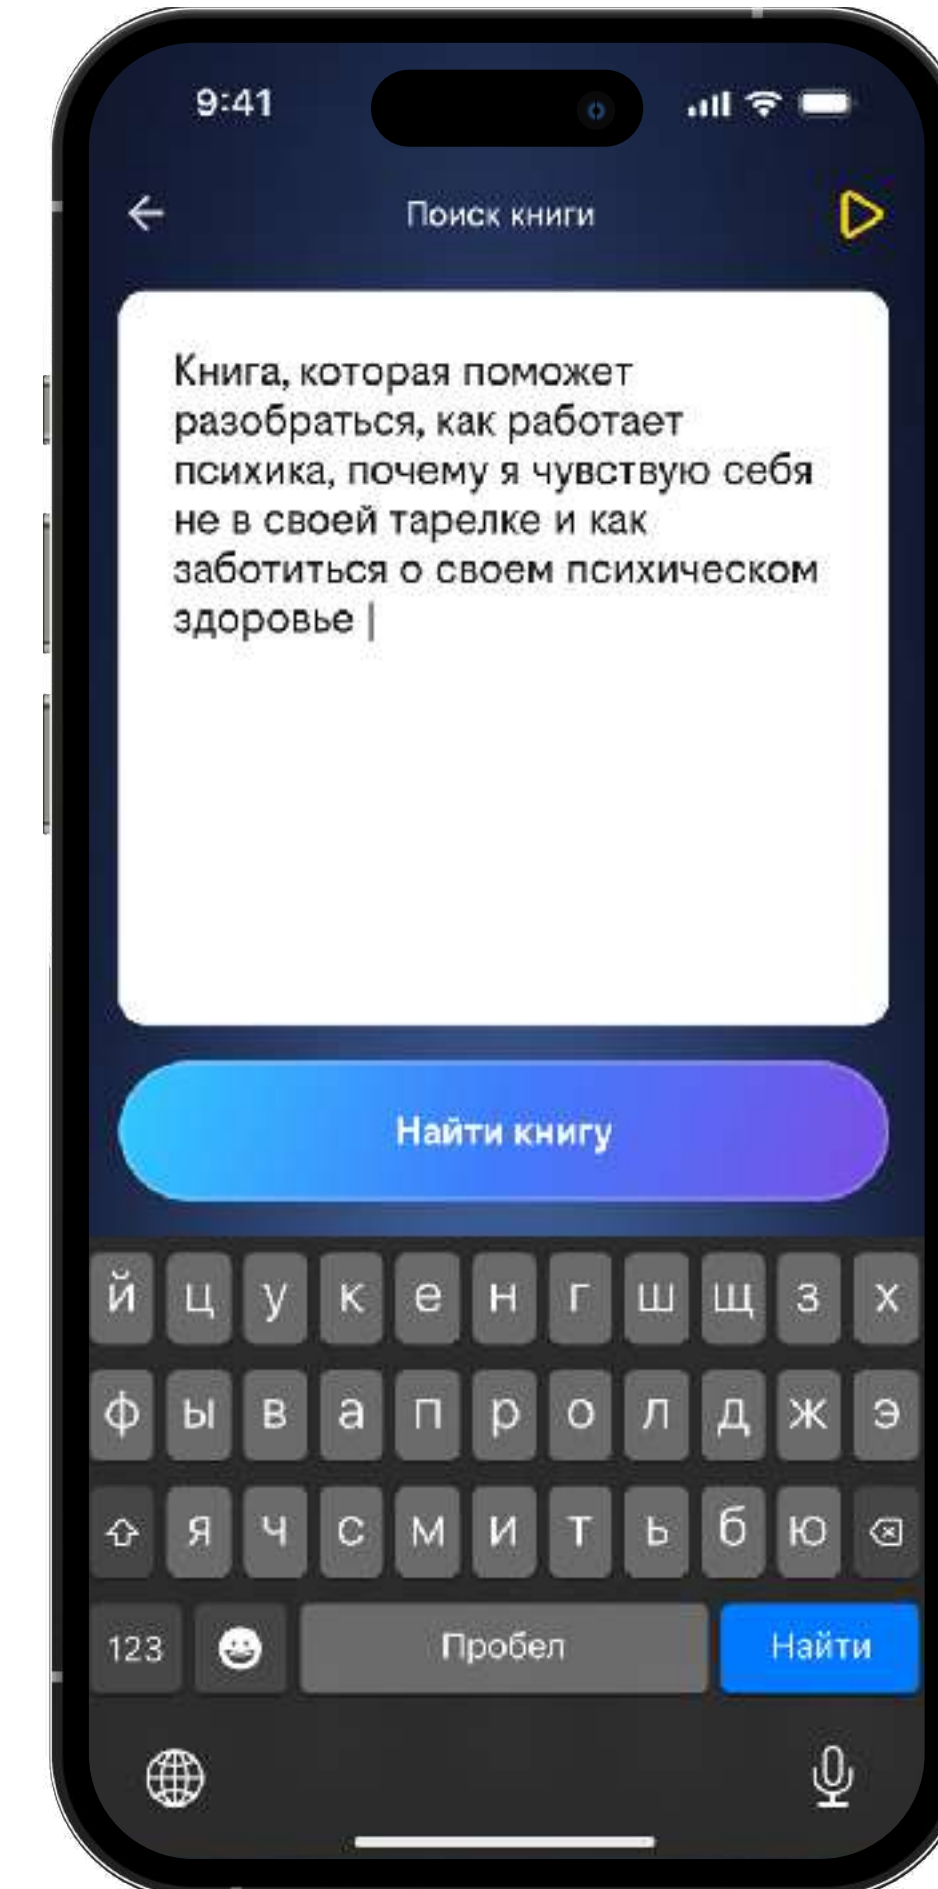 9:41
Поиск книги
Книга, которая поможет
разобраться, как работает
психика, почему я чувствую себя
не в своей тарелке и как
заботиться о своем психическом
здоровье
Найти книгу
й ц у к е н г ш щ з х
ф ы в а п р о л д ж э
я ч с м и т ь б ю
123 Пробел Найти